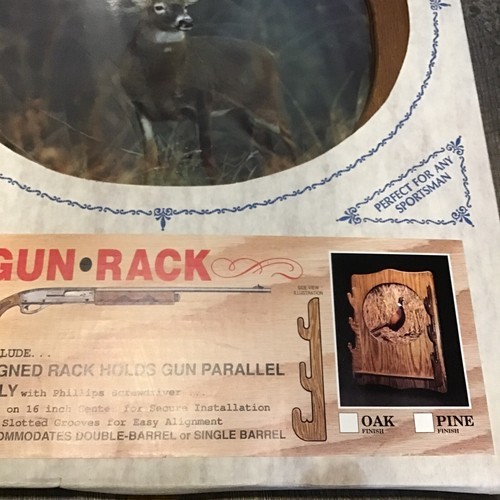 PERFECT FOR ANY
SPORTSMAN
GUN•RACK
SIDE VIEW
ILLUSTRATION
LUDE...
GNED RACK HOLDS GUN PARALLEL
LY with Phillips screwdriver ...
on 16 inch Center for Secure Installation
Slotted Grooves for Easy Alignment
OMMODATES DOUBLE-BARREL or SINGLE BARREL
OAK
FINISH
PINE
FINISH